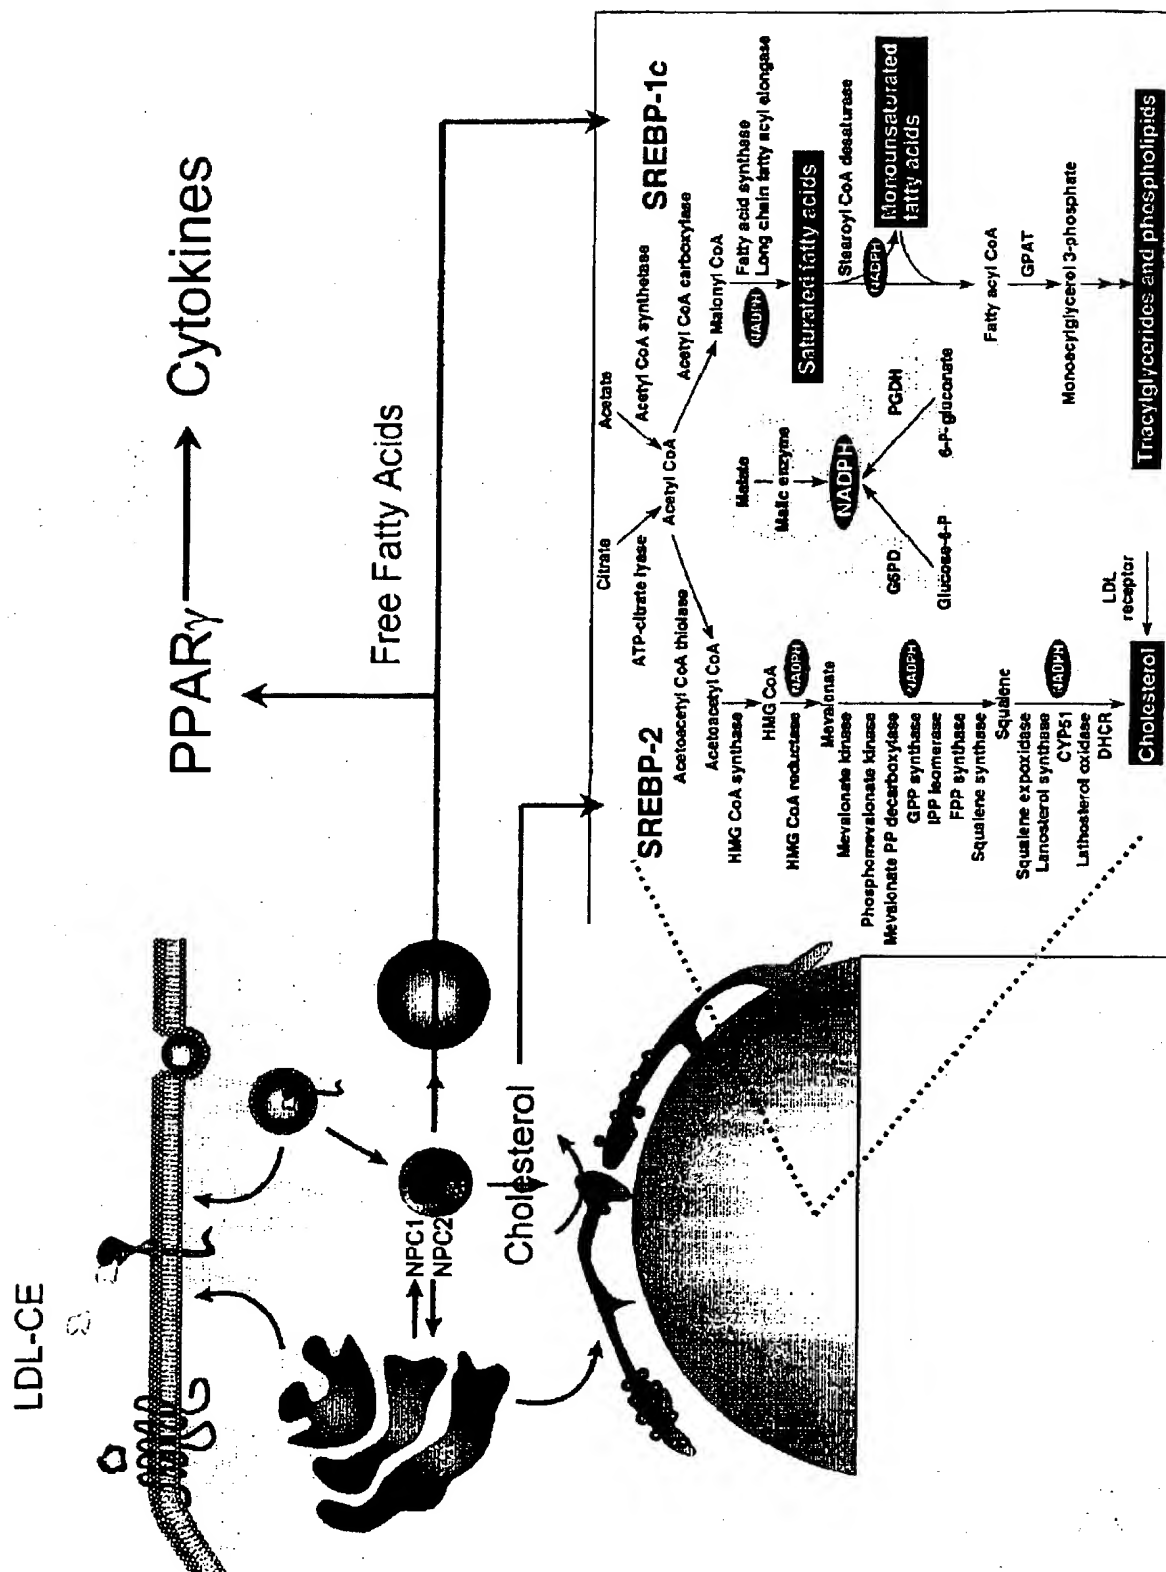 LDL-CE
NPC1
NPC2
Cholesterol
PPARγ
Cytokines
Free Fatty Acids
SREBP-2
SREBP-1c
Citrate
Acetate
ATP-citrate lyase
Acetyl CoA synthetase
Acetyl CoA
Acetoacetyl CoA thiolase
Acetyl CoA carboxylase
Acetoacetyl CoA
Malonyl CoA
HMG CoA synthase
Fatty acid synthase
Long chain fatty acyl elongase
NADPH
HMG CoA
HMG CoA reductase
NADPH
Malate
Malic enzyme
Saturated fatty acids
Mevalonate
Mevalonate kinase
Phosphomevalonate kinase
Mevalonate PP decarboxylase
GPP synthase
IPP isomerase
FPP synthase
Squalene synthase
NADPH
NADPH
Stearoyl CoA desaturase
NADPH
Monounsaturated
fatty acids
G6PD
PGDH
Glucose-6-P
6-P-gluconate
Squalene
Squalene expoxidase
Lanosterol synthase
CYP51
Lathosterol oxidase
DHCR
NADPH
Fatty acyl CoA
GPAT
Monoacylglycerol 3-phosphate
LDL
receptor
Cholesterol
Triacylglycerides and phospholipids